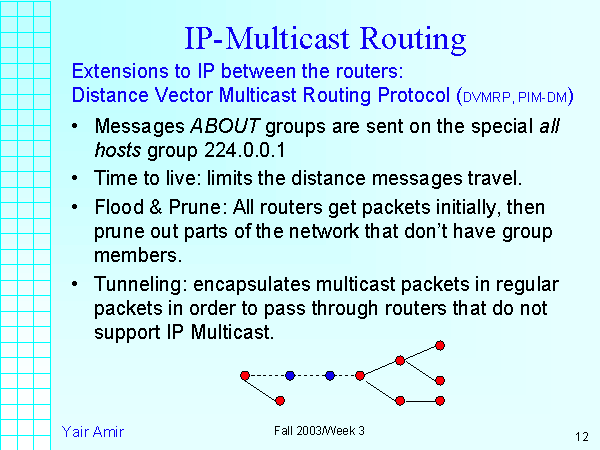 IP-Multicast Routing
Extensions to IP between the routers:
Distance Vector Multicast Routing Protocol (DVMRP, PIM-DM)
• Messages ABOUT groups are sent on the special all
hosts group 224.0.0.1
• Time to live: limits the distance messages travel.
• Flood & Prune: All routers get packets initially, then
prune out parts of the network that don't have group
members.
• Tunneling: encapsulates multicast packets in regular
packets in order to pass through routers that do not
support IP Multicast.
Yair Amir
Fall 2003/Week 3
12